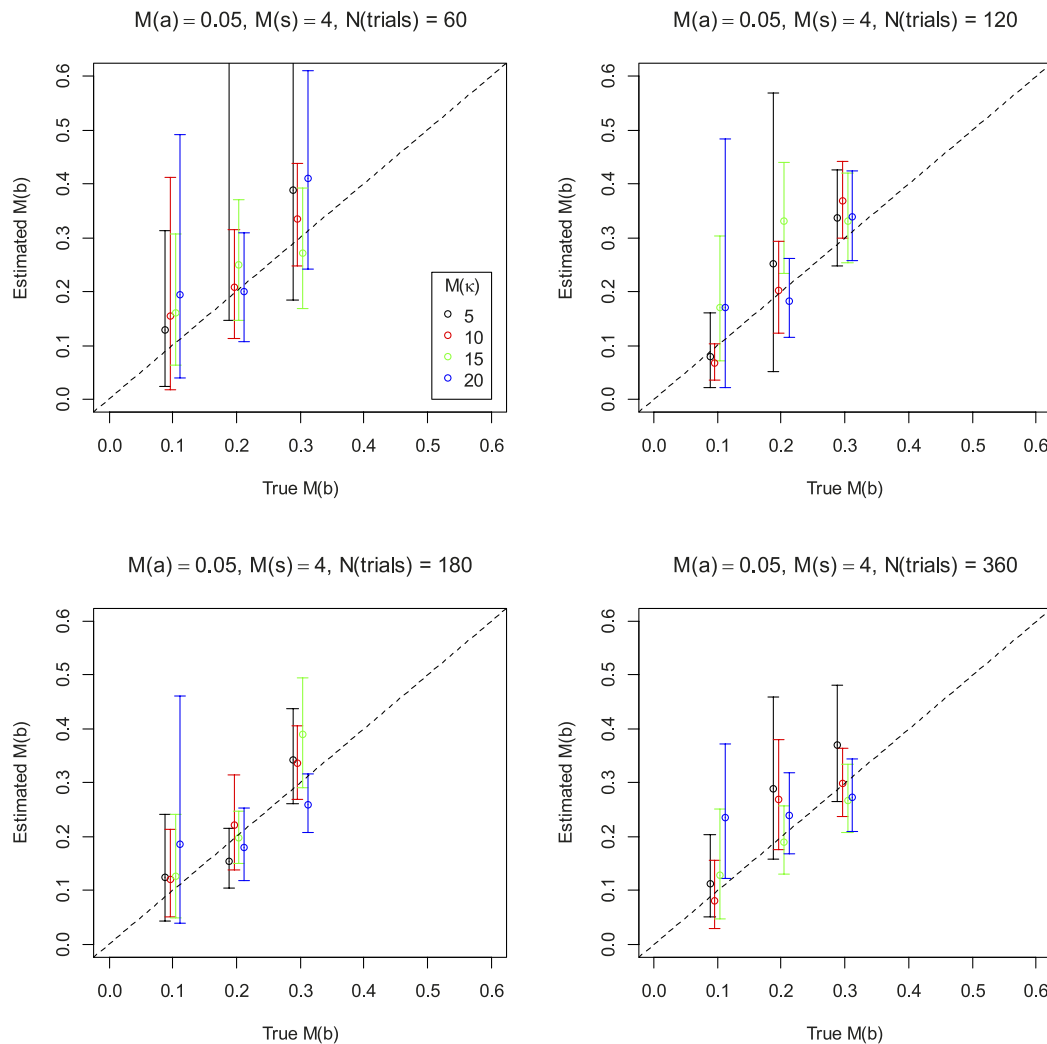 M(a) = 0.05, M(s) = 4, N(trials) = 60
Estimated M(b)
0.6
0.5
0.4
0.3
0.2
0.1
0.0
M(κ)
5
10
15
20
0.0 0.1 0.2 0.3 0.4 0.5 0.6
True M(b)
M(a) = 0.05, M(s) = 4, N(trials) = 120
Estimated M(b)
0.6
0.5
0.4
0.3
0.2
0.1
0.0
0.0 0.1 0.2 0.3 0.4 0.5 0.6
True M(b)
M(a) = 0.05, M(s) = 4, N(trials) = 180
Estimated M(b)
0.6
0.5
0.4
0.3
0.2
0.1
0.0
0.0 0.1 0.2 0.3 0.4 0.5 0.6
True M(b)
M(a) = 0.05, M(s) = 4, N(trials) = 360
Estimated M(b)
0.6
0.5
0.4
0.3
0.2
0.1
0.0
0.0 0.1 0.2 0.3 0.4 0.5 0.6
True M(b)